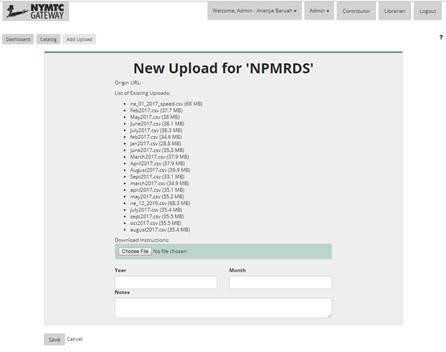 NYMTC
GATEWAY
Welcome, Admin - Ananya Baruah
Admin
Contributor
Librarian
Logout
Dashboard
Catalog
Add Upload
?
New Upload for 'NPMRDS'
Origin URL:
List of Existing Uploads:
ne_01_2017_speed.csv (68 MB)
Feb2017.csv (37.7 MB)
May2017.csv (38 MB)
June2017.csv (38.1 MB)
July2017.csv (38.3 MB)
feb2017.csv (34.6 MB)
Jan2017.csv (28.8 MB)
june2017.csv (35.3 MB)
March2017.csv (37.9 MB)
April2017.csv (37.9 MB)
August2017.csv (39.9 MB)
Sept2017.csv (33.1 MB)
march2017.csv (34.9 MB)
april2017.csv (35.1 MB)
may2017.csv (35.2 MB)
ne_12_2016.csv (68.3 MB)
july2017.csv (35.4 MB)
sept2017.csv (35.5 MB)
oct2017.csv (35.5 MB)
august2017.csv (35.4 MB)
Download Instructions:
Choose File No file chosen
Year
Month
Notes
Save
Cancel